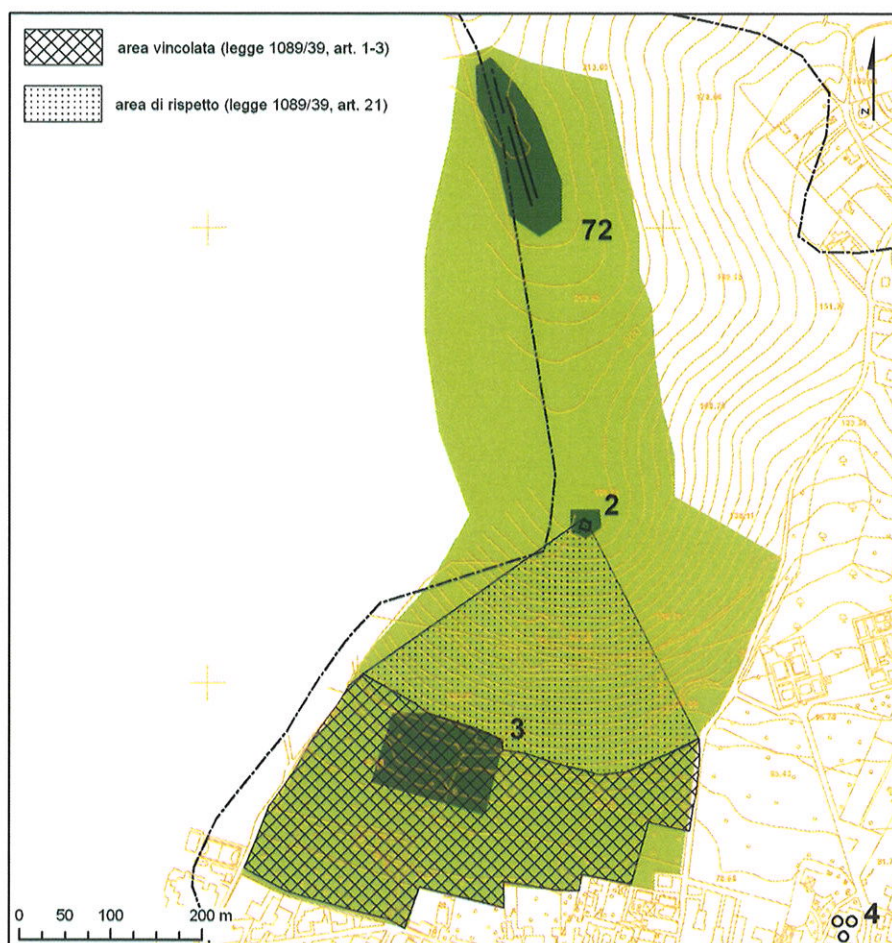 area vincolata (legge 1089/39, art. 1-3)
area di rispetto (legge 1089/39, art. 21)
N
72
2
3
0 50 100 200 m
4